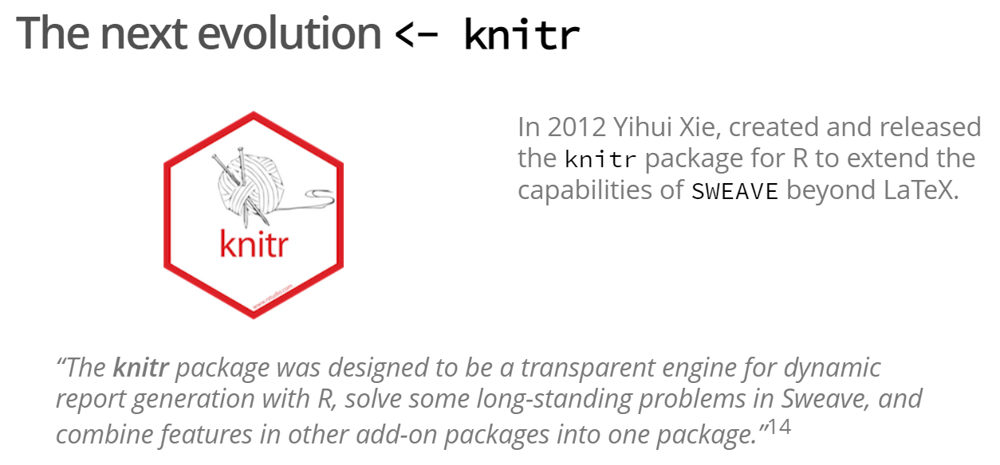 The next evolution <- knitr
In 2012 Yihui Xie, created and released
the knitr package for R to extend the
capabilities of SWEAVE beyond LaTeX.
knitr
www.rstudio.com
“The knitr package was designed to be a transparent engine for dynamic
report generation with R, solve some long-standing problems in Sweave, and
combine features in other add-on packages into one package.”14